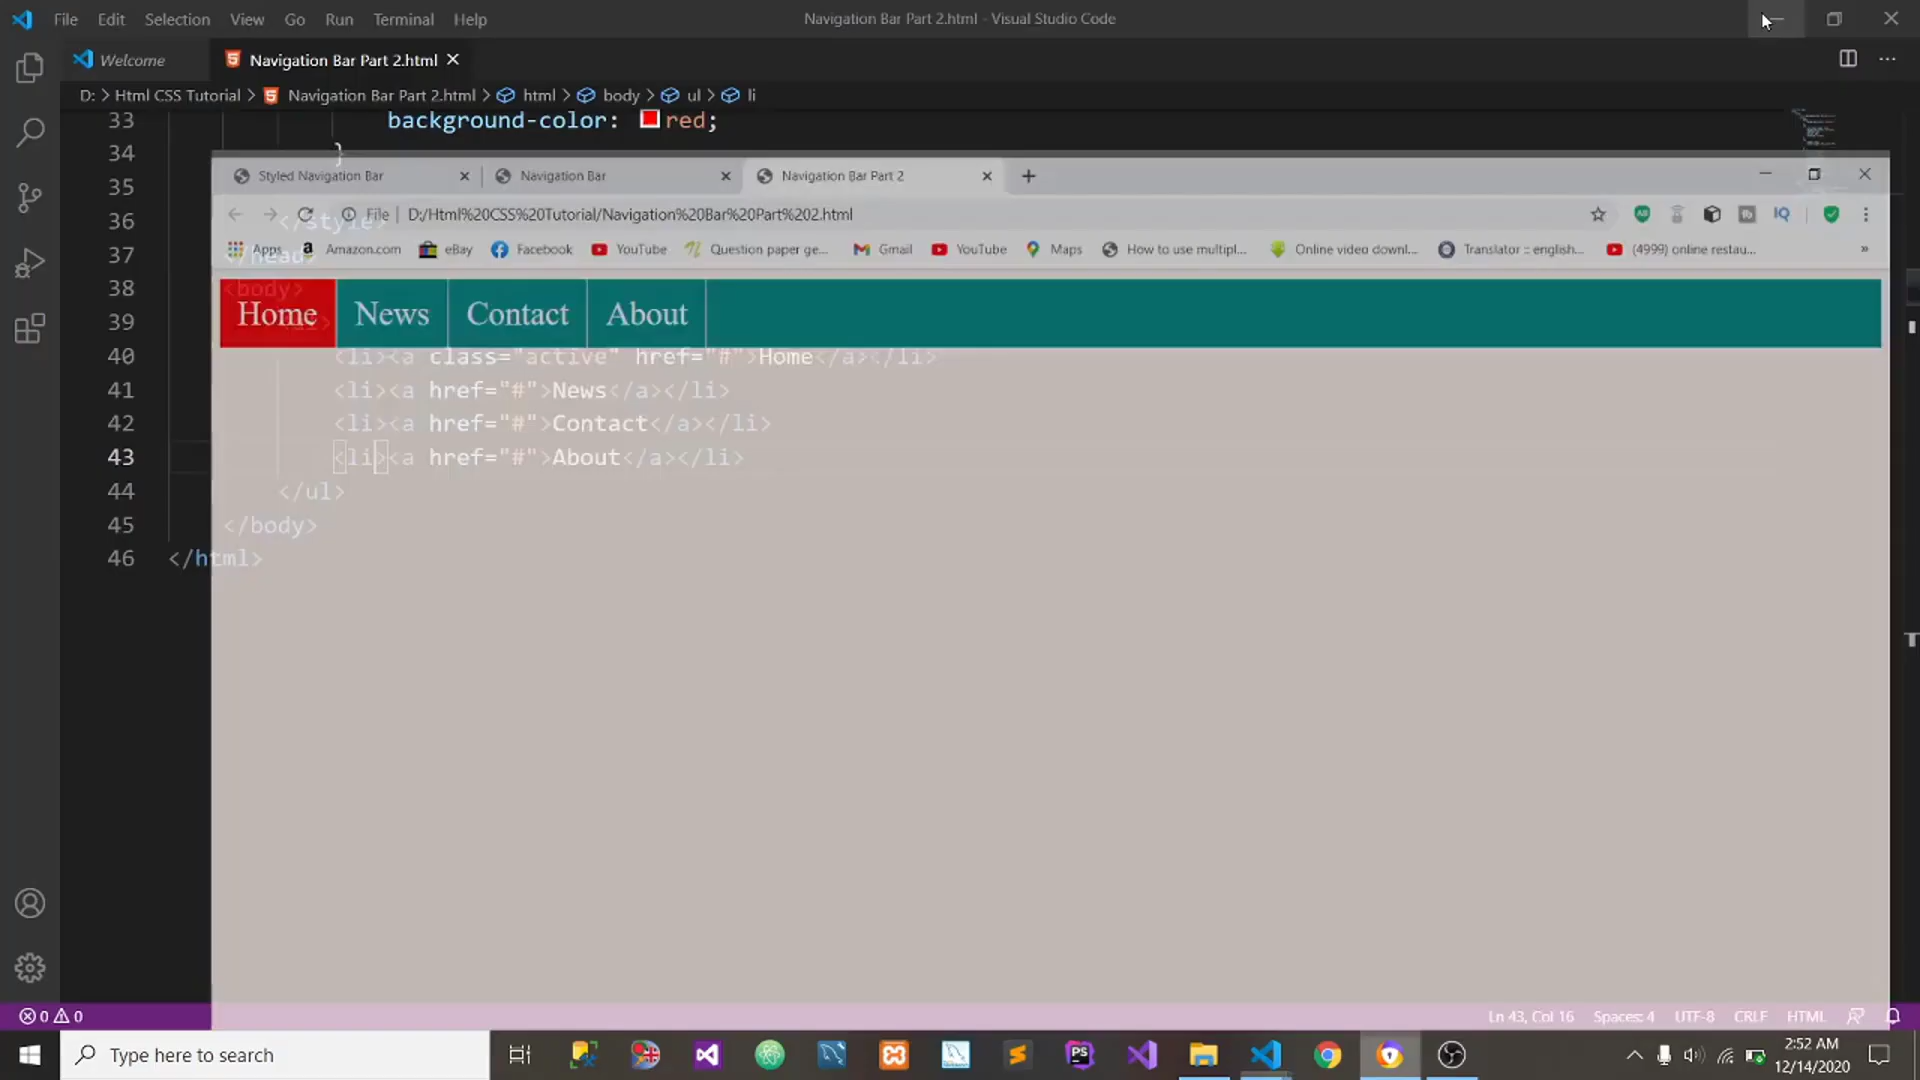 File Edit Selection View Go Run Terminal Help
Navigation Bar Part 2.html - Visual Studio Code
Welcome
Navigation Bar Part 2.html
D: > Html CSS Tutorial > Navigation Bar Part 2.html > html > body > ul > li
33 background-color: red;
34 }
Styled Navigation Bar
Navigation Bar
Navigation Bar Part 2
35
File | D:/Html%20CSS%20Tutorial/Navigation%20Bar%20Part%202.html
36 </style>
Apps Amazon.com eBay Facebook YouTube Question paper ge... Gmail YouTube Maps How to use multipl... Online video downl... Translator :: english... (4999) online restau... »
37 </head>
38 <body>
Home News Contact About
39 <ul>
40 <li><a class="active" href="#">Home</a></li>
41 <li><a href="#">News</a></li>
42 <li><a href="#">Contact</a></li>
43 <li><a href="#">About</a></li>
44 </ul>
45 </body>
46 </html>
0 0
Ln 43, Col 16 Spaces: 4 UTF-8 CRLF HTML
Type here to search
PS
2:52 AM
12/14/2020